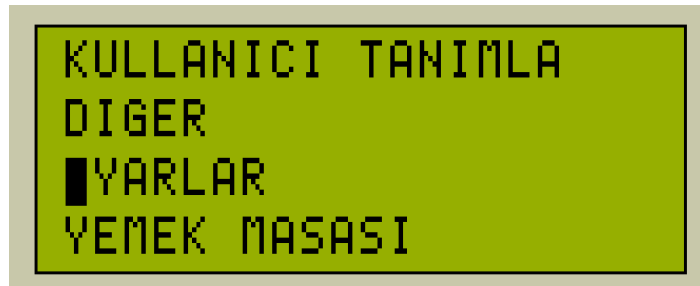 KULLANICI TANIMLA
DIGER
█YARLAR
YEMEK MASASI